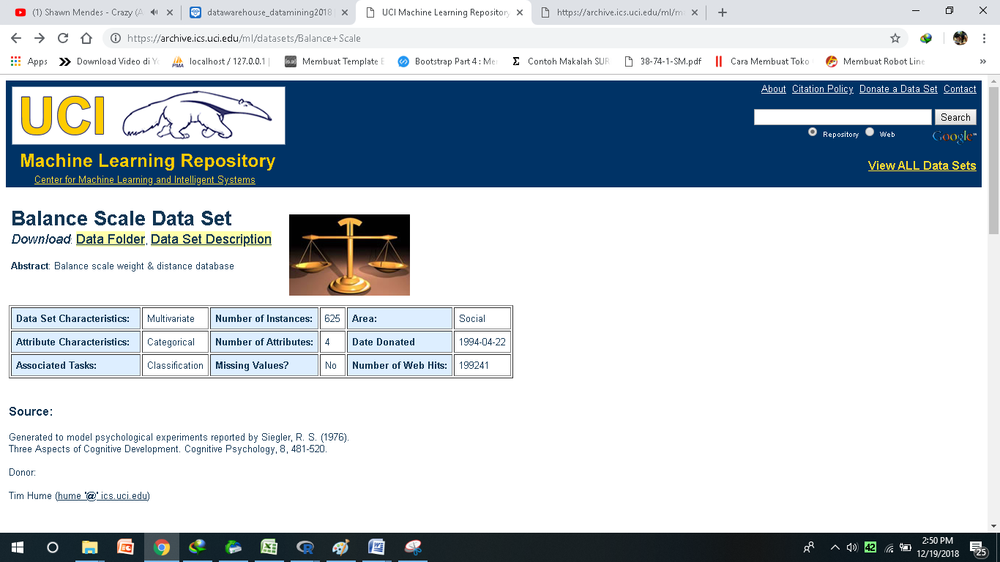 (1) Shawn Mendes - Crazy (A
datawarehouse_datamining2018
UCI Machine Learning Repository
https://archive.ics.uci.edu/ml/m
https://archive.ics.uci.edu/ml/datasets/Balance+Scale
Apps
Download Video di Yo
PMA
localhost / 127.0.0.1 |
Membuat Template B
Bootstrap Part 4 : Me
Σ Contoh Makalah SUR
38-74-1-SM.pdf
Cara Membuat Toko
Membuat Robot Line
»
UCI
Machine Learning Repository
Center for Machine Learning and Intelligent Systems
About Citation Policy Donate a Data Set Contact
Search
Repository Web Google™
View ALL Data Sets
Balance Scale Data Set
Download: Data Folder, Data Set Description
Abstract: Balance scale weight & distance database
Data Set Characteristics: Multivariate Number of Instances: 625 Area: Social
Attribute Characteristics: Categorical Number of Attributes: 4 Date Donated 1994-04-22
Associated Tasks: Classification Missing Values? No Number of Web Hits: 199241
Source:
Generated to model psychological experiments reported by Siegler, R. S. (1976).
Three Aspects of Cognitive Development. Cognitive Psychology, 8, 481-520.
Donor:
Tim Hume (hume '@' ics.uci.edu)
42
2:50 PM
12/19/2018
25